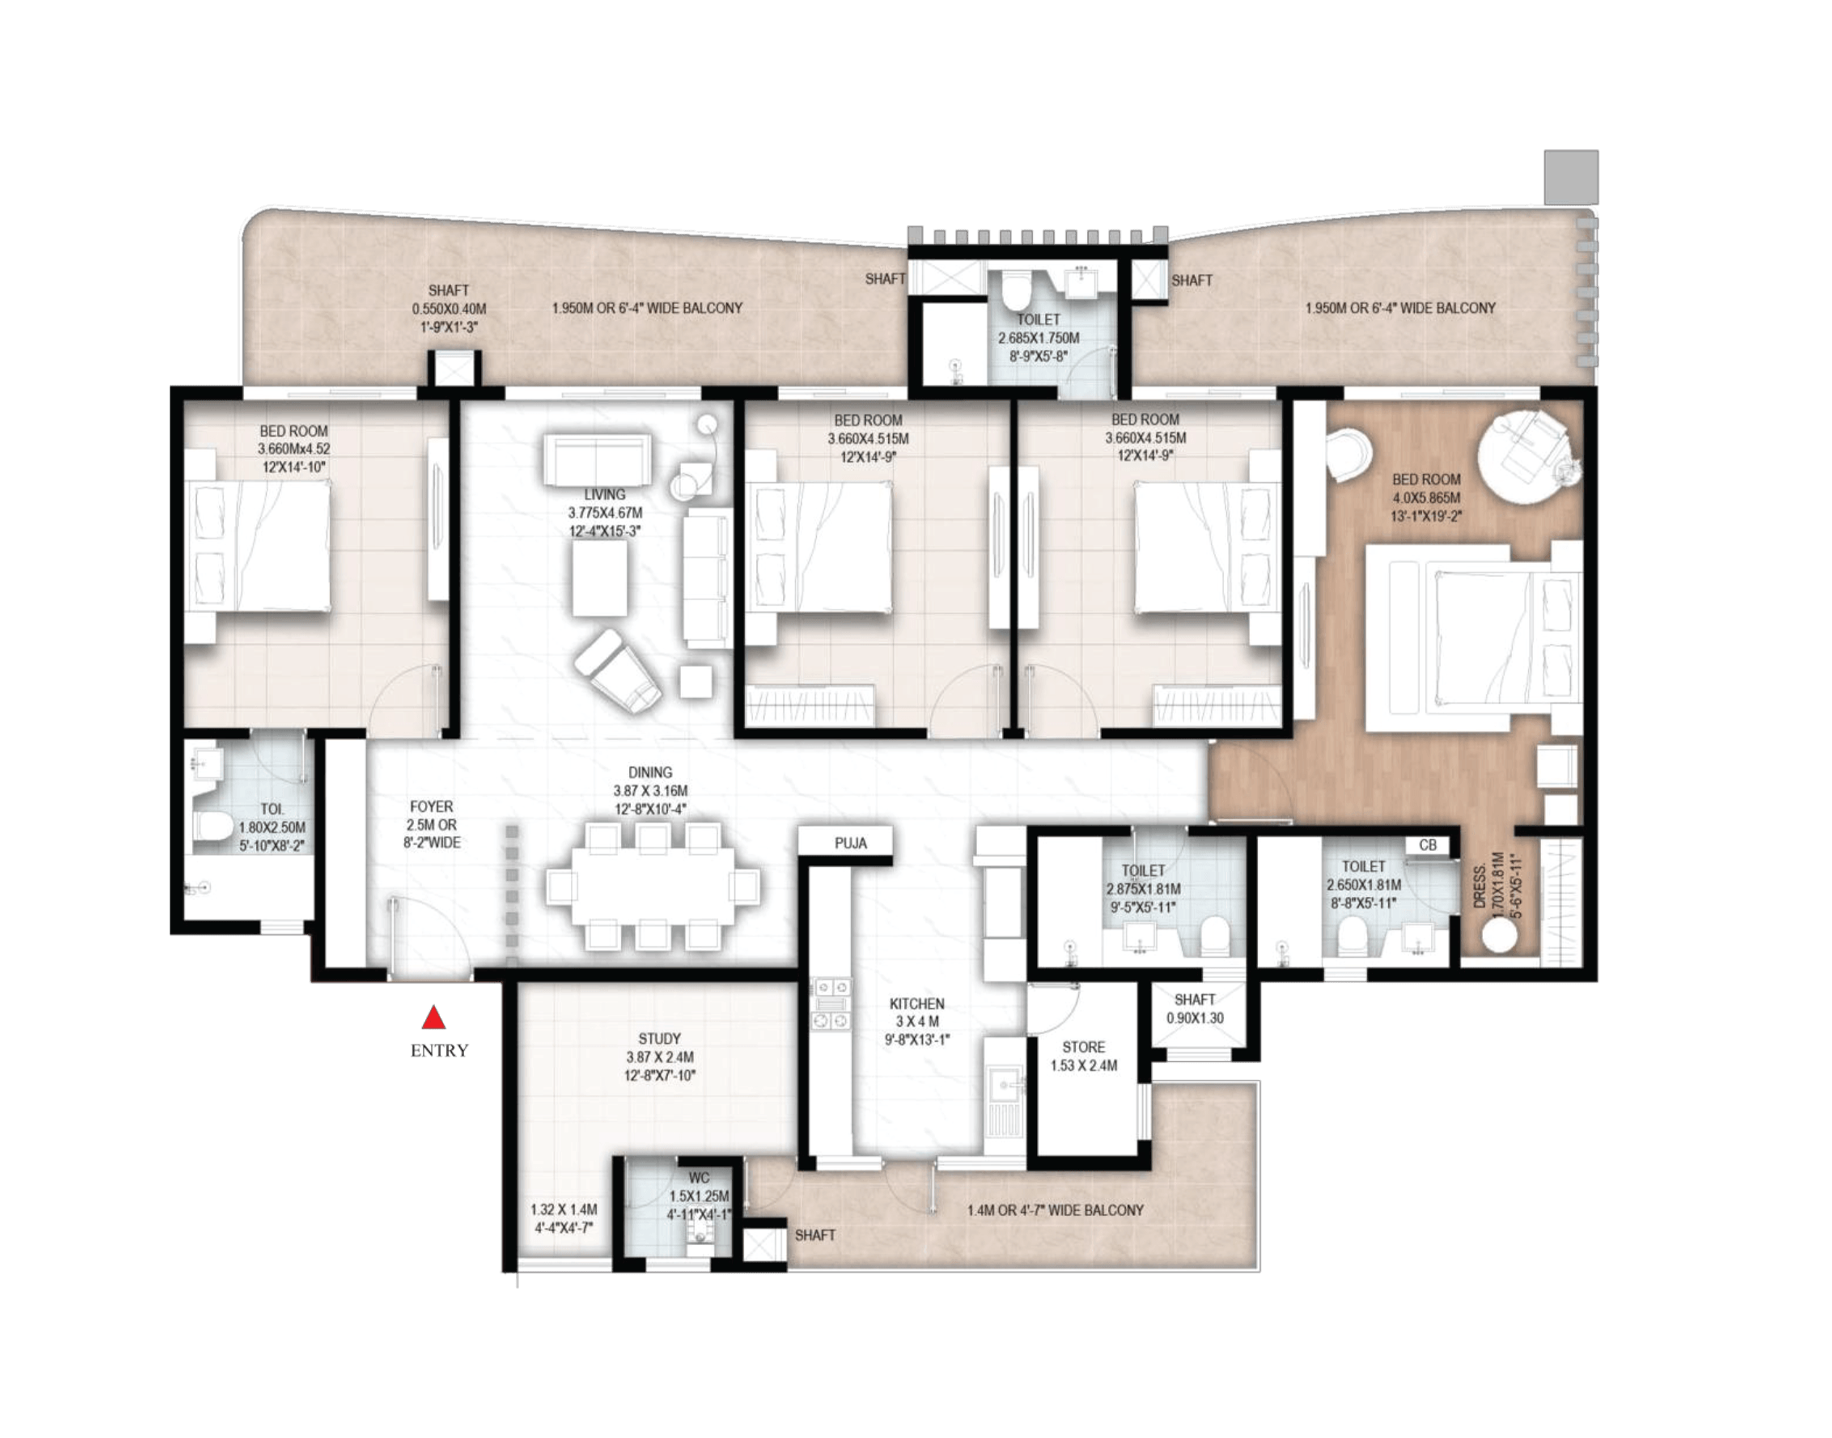 SHAFT
0.550X0.40M
1'-9"X1'-3"
1.950M OR 6'-4" WIDE BALCONY
SHAFT
TOILET
2.685X1.750M
8'-9"X5'-8"
SHAFT
1.950M OR 6'-4" WIDE BALCONY
BED ROOM
3.660Mx4.52
12'X14'-10"
LIVING
3.775X4.67M
12'-4"X15'-3"
BED ROOM
3.660X4.515M
12'X14'-9"
BED ROOM
3.660X4.515M
12'X14'-9"
BED ROOM
4.0X5.865M
13'-1"X19'-2"
TOI.
1.80X2.50M
5'-10"X8'-2"
FOYER
2.5M OR
8'-2"WIDE
DINING
3.87 X 3.16M
12'-8"X10'-4"
PUJA
TOILET
2.875X1.81M
9'-5"X5'-11"
TOILET
2.650X1.81M
8'-8"X5'-11"
CB
DRESS.
1.70X1.81M
5'-6"X5'-11"
ENTRY
STUDY
3.87 X 2.4M
12'-8"X7'-10"
KITCHEN
3 X 4 M
9'-8"X13'-1"
STORE
1.53 X 2.4M
SHAFT
0.90X1.30
1.32 X 1.4M
4'-4"X4'-7"
WC
1.5X1.25M
4'-11"X4'-1"
SHAFT
1.4M OR 4'-7" WIDE BALCONY